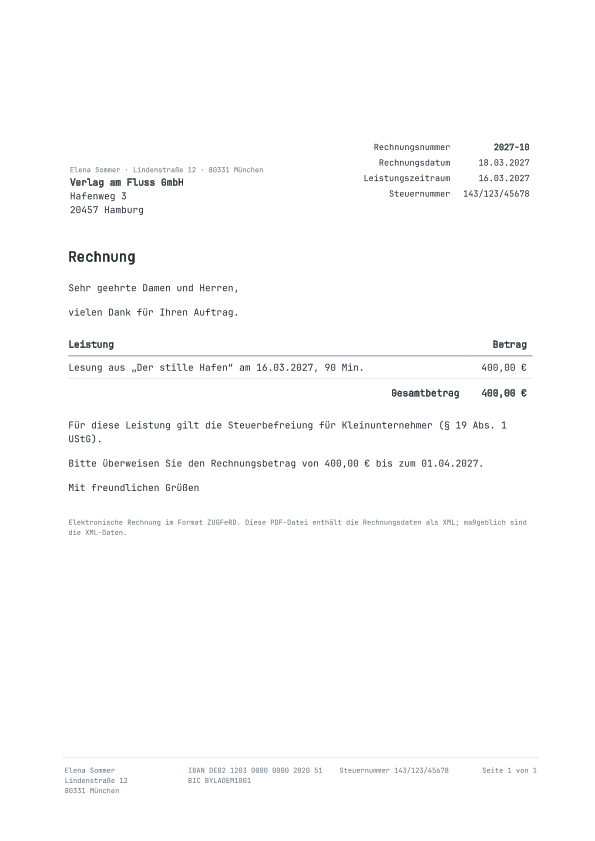 Rechnungsnummer 2027-10
Rechnungsdatum 18.03.2027
Leistungszeitraum 16.03.2027
Steuernummer 143/123/45678
Elena Sommer · Lindenstraße 12 · 80331 München
Verlag am Fluss GmbH
Hafenweg 3
20457 Hamburg
Rechnung
Sehr geehrte Damen und Herren,
vielen Dank für Ihren Auftrag.
Leistung Betrag
Lesung aus „Der stille Hafen“ am 16.03.2027, 90 Min. 400,00 €
Gesamtbetrag 400,00 €
Für diese Leistung gilt die Steuerbefreiung für Kleinunternehmer (§ 19 Abs. 1
UStG).
Bitte überweisen Sie den Rechnungsbetrag von 400,00 € bis zum 01.04.2027.
Mit freundlichen Grüßen
Elektronische Rechnung im Format ZUGFeRD. Diese PDF-Datei enthält die Rechnungsdaten als XML; maßgeblich sind
die XML-Daten.
Elena Sommer IBAN DE02 1203 0000 0000 2020 51 Steuernummer 143/123/45678 Seite 1 von 1
Lindenstraße 12 BIC BYLADEM1001
80331 München